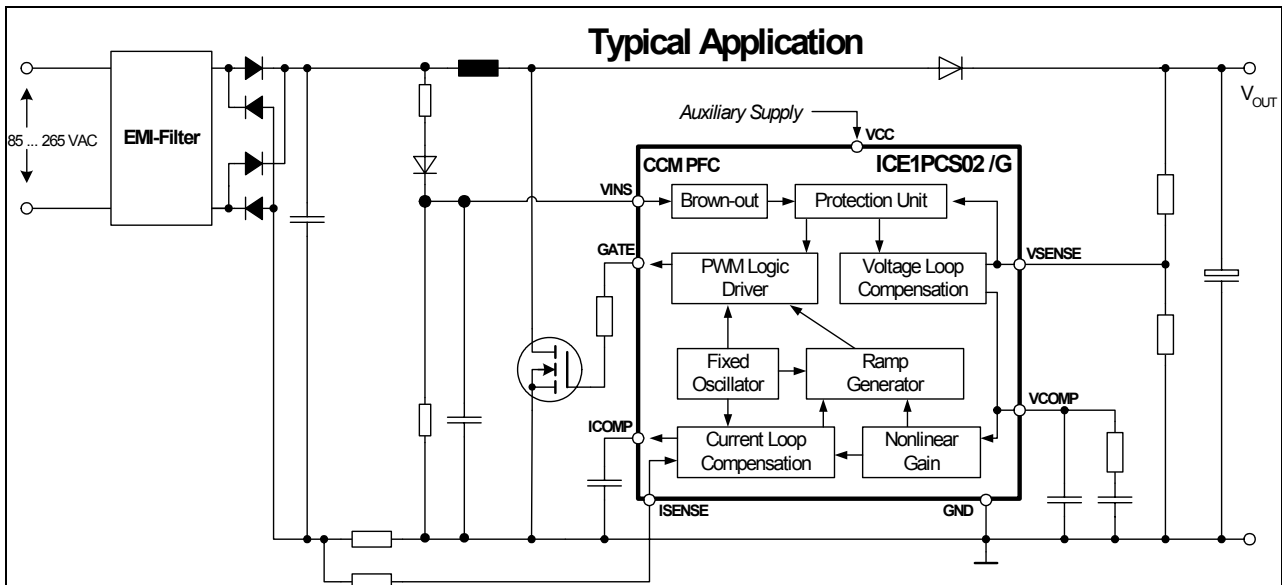 Typical Application
85 ... 265 VAC
EMI-Filter
V_OUT
Auxiliary Supply
VCC
CCM PFC
ICE1PCS02 /G
VINS
Brown-out
Protection Unit
GATE
PWM Logic
Driver
Voltage Loop
Compensation
VSENSE
Fixed
Oscillator
Ramp
Generator
VCOMP
ICOMP
Current Loop
Compensation
Nonlinear
Gain
ISENSE
GND